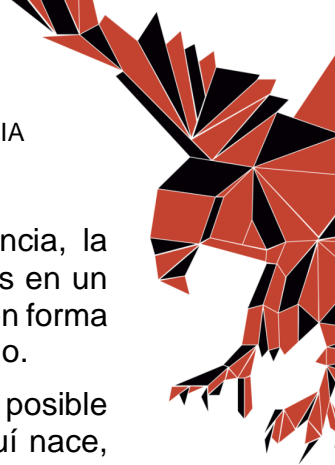 IA
ncia, la
s en un
n forma
o.
posible
uí nace,